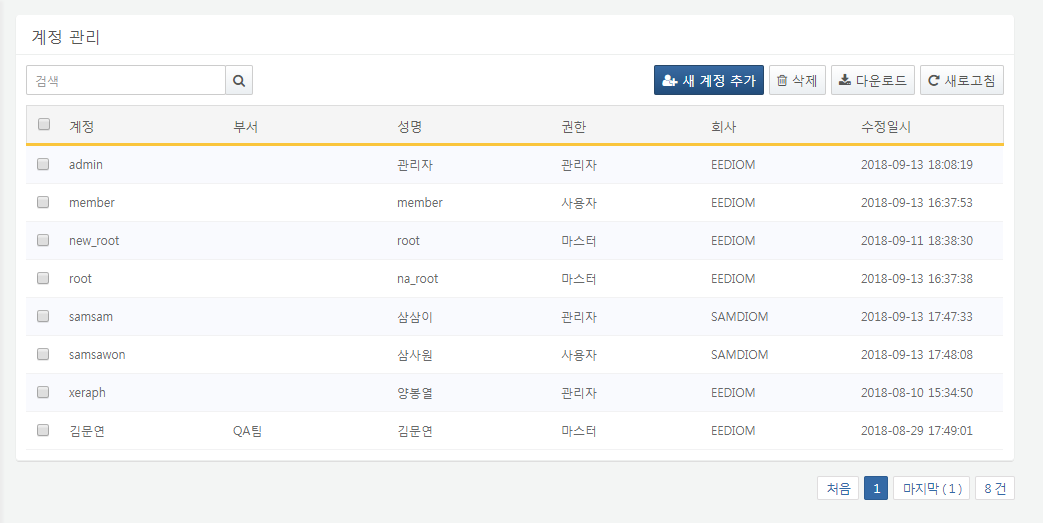 계정 관리
검색 새 계정 추가 삭제 다운로드 새로고침
계정 부서 성명 권한 회사 수정일시
admin 관리자 관리자 EEDIOM 2018-09-13 18:08:19
member member 사용자 EEDIOM 2018-09-13 16:37:53
new_root root 마스터 EEDIOM 2018-09-11 18:38:30
root na_root 마스터 EEDIOM 2018-09-13 16:37:38
samsam 삼삼이 관리자 SAMDIOM 2018-09-13 17:47:33
samsawon 삼사원 사용자 SAMDIOM 2018-09-13 17:48:08
xeraph 양봉열 관리자 EEDIOM 2018-08-10 15:34:50
김문연 QA팀 김문연 마스터 EEDIOM 2018-08-29 17:49:01
처음 1 마지막 ( 1 ) 8 건